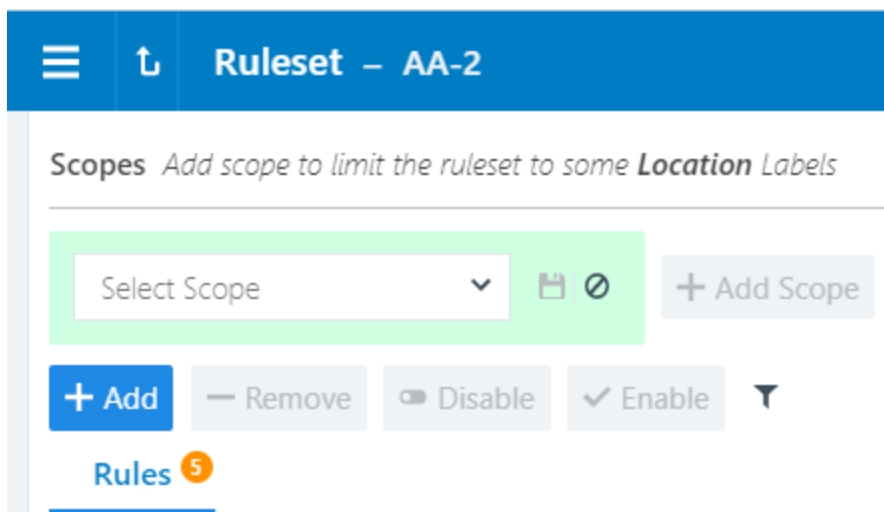 Ruleset – AA-2
Scopes Add scope to limit the ruleset to some Location Labels
Select Scope
+ Add Scope
+ Add
— Remove
Disable
Enable
Rules 5